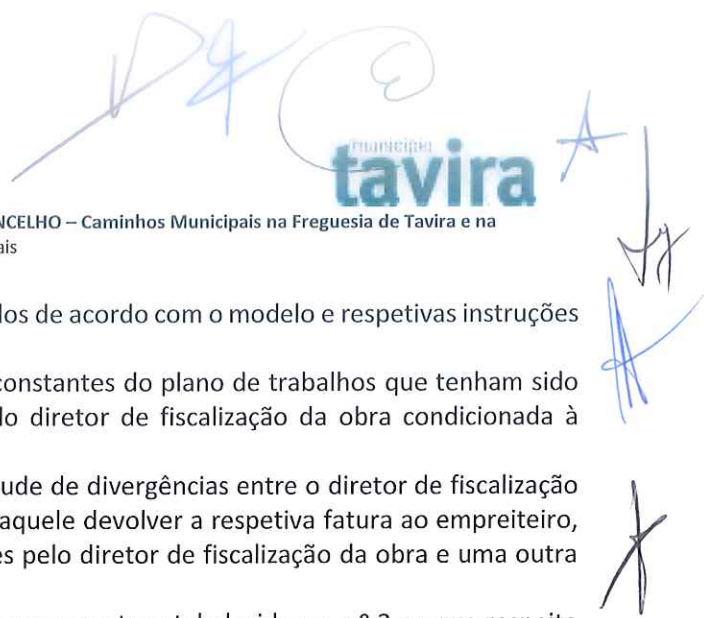 município
tavira
NCELHO – Caminhos Municipais na Freguesia de Tavira e na
ais
los de acordo com o modelo e respetivas instruções
constantes do plano de trabalhos que tenham sido
lo diretor de fiscalização da obra condicionada à
ude de divergências entre o diretor de fiscalização
aquele devolver a respetiva fatura ao empreiteiro,
es pelo diretor de fiscalização da obra e uma outra